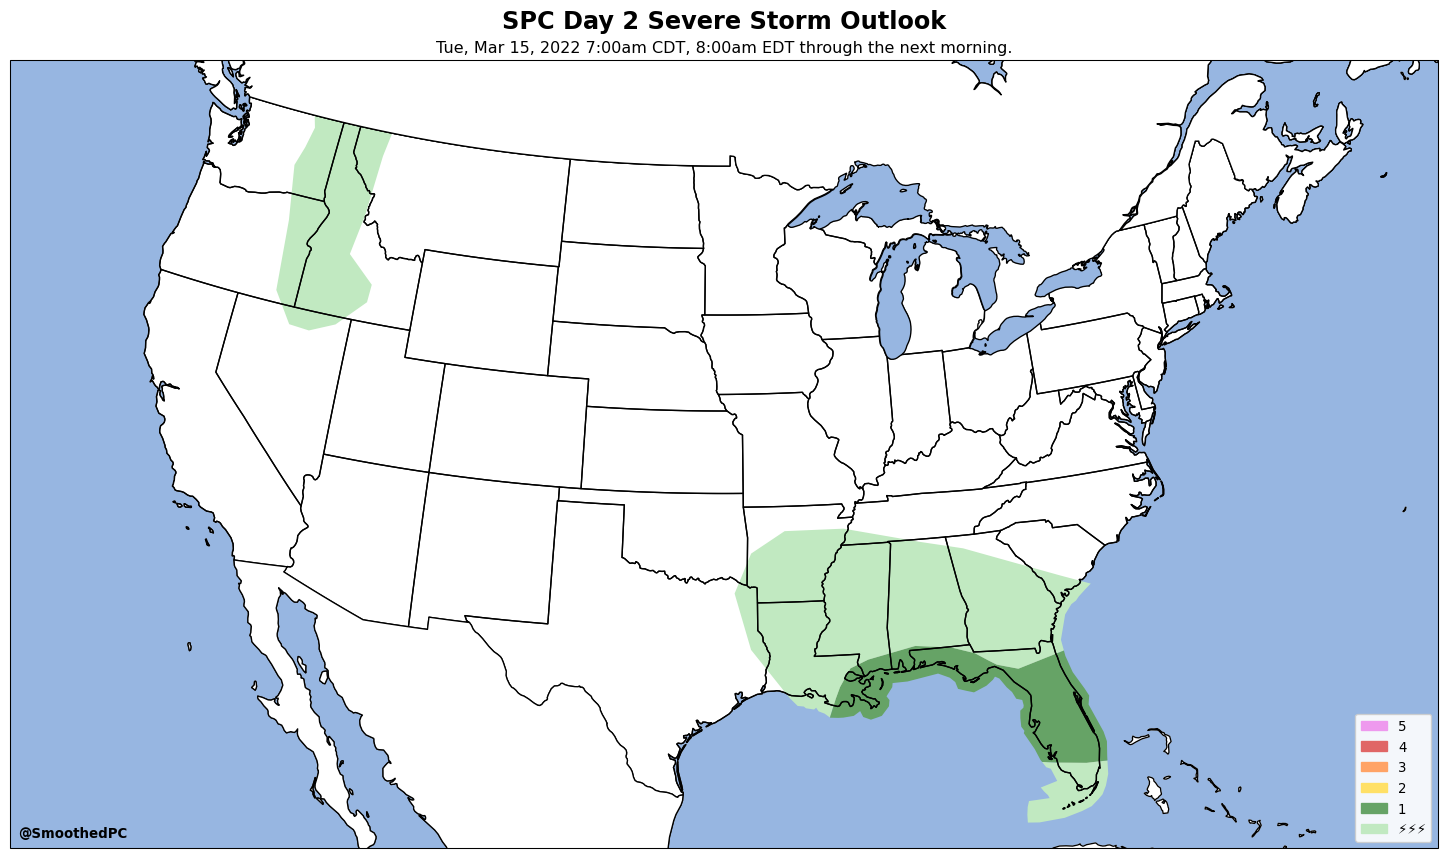 SPC Day 2 Severe Storm Outlook
Tue, Mar 15, 2022 7:00am CDT, 8:00am EDT through the next morning.
5
4
3
2
1
⚡⚡⚡
@SmoothedPC